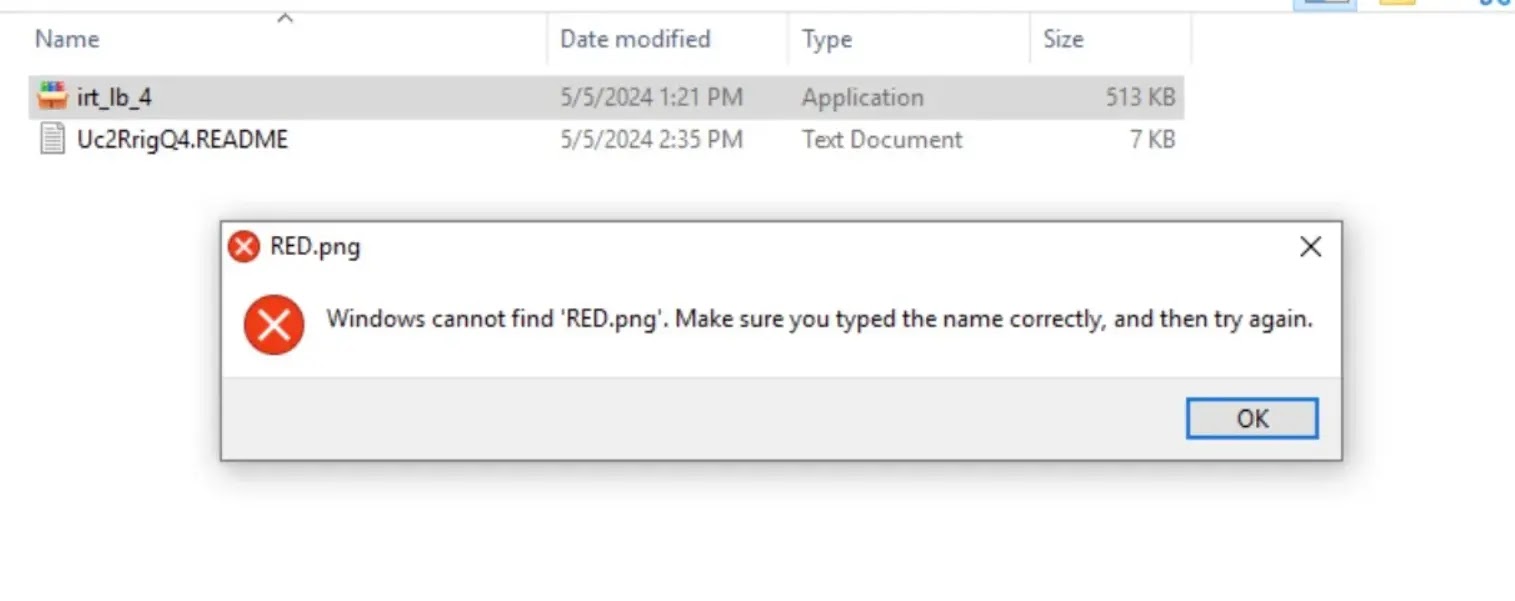 Name Date modified Type Size
irt_lb_4 5/5/2024 1:21 PM Application 513 KB
Uc2RrigQ4.README 5/5/2024 2:35 PM Text Document 7 KB
RED.png
Windows cannot find 'RED.png'. Make sure you typed the name correctly, and then try again.
OK